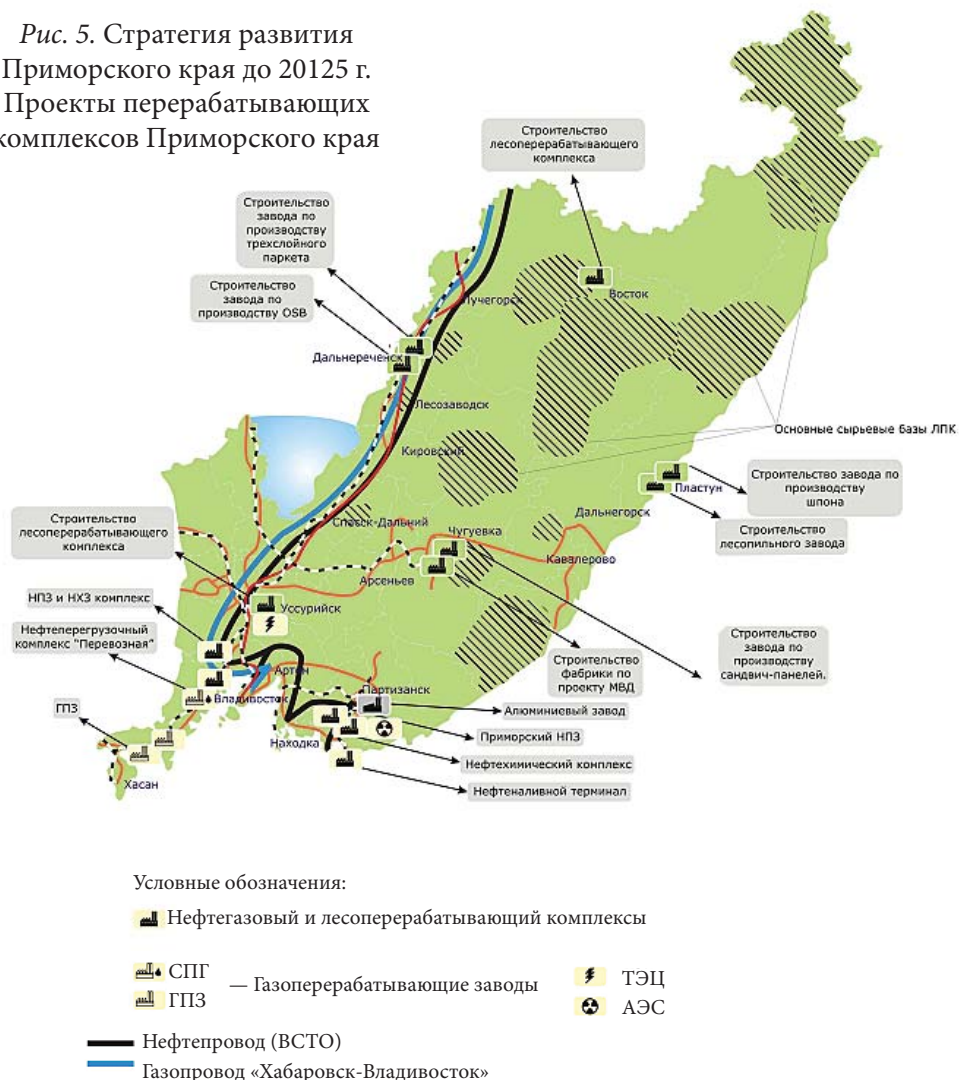 Рис. 5. Стратегия развития
Приморского края до 20125 г.
Проекты перерабатывающих
комплексов Приморского края
Строительство
лесоперерабатывающего
комплекса
Строительство
завода по
производству
трехслойного
паркета
Строительство
завода по
производству OSB
Лучегорск
Восток
Дальнереченск
Лесозаводск
Кировский
Основные сырьевые базы ЛПК
Строительство завода по
производству
шпона
Пластун
Строительство
лесопильного завода
Строительство
лесоперерабатывающего
комплекса
Спасск-Дальний
Чугуевка
Дальнегорск
Кавалерово
Арсеньев
НПЗ и НХЗ комплекс
Уссурийск
Нефтеперегрузочный
комплекс "Перевозная"
Строительство
фабрики по
проекту МВД
Строительство
завода по
производству
сандвич-панелей.
Артем
Владивосток
Партизанск
Алюминиевый завод
ГПЗ
Приморский НПЗ
Находка
Нефтехимический комплекс
Хасан
Нефтеналивной терминал
Условные обозначения:
Нефтегазовый и лесоперерабатывающий комплексы
СПГ
ГПЗ
— Газоперерабатывающие заводы
ТЭЦ
АЭС
Нефтепровод (ВСТО)
Газопровод «Хабаровск-Владивосток»